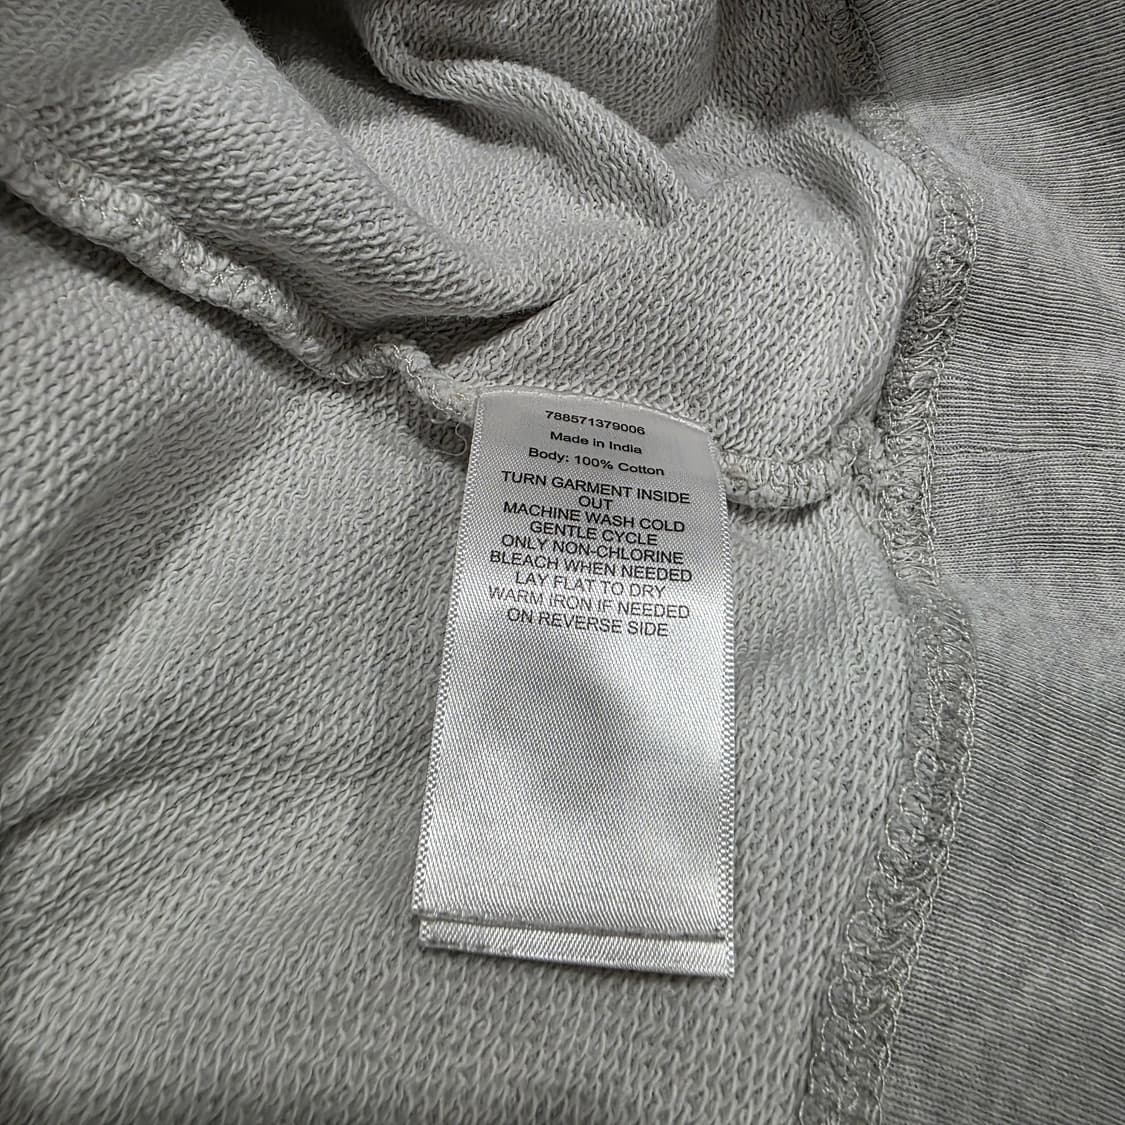 788571379006
Made in India
Body: 100% Cotton
TURN GARMENT INSIDE
OUT
MACHINE WASH COLD
GENTLE CYCLE
ONLY NON-CHLORINE
BLEACH WHEN NEEDED
LAY FLAT TO DRY
WARM IRON IF NEEDED
ON REVERSE SIDE